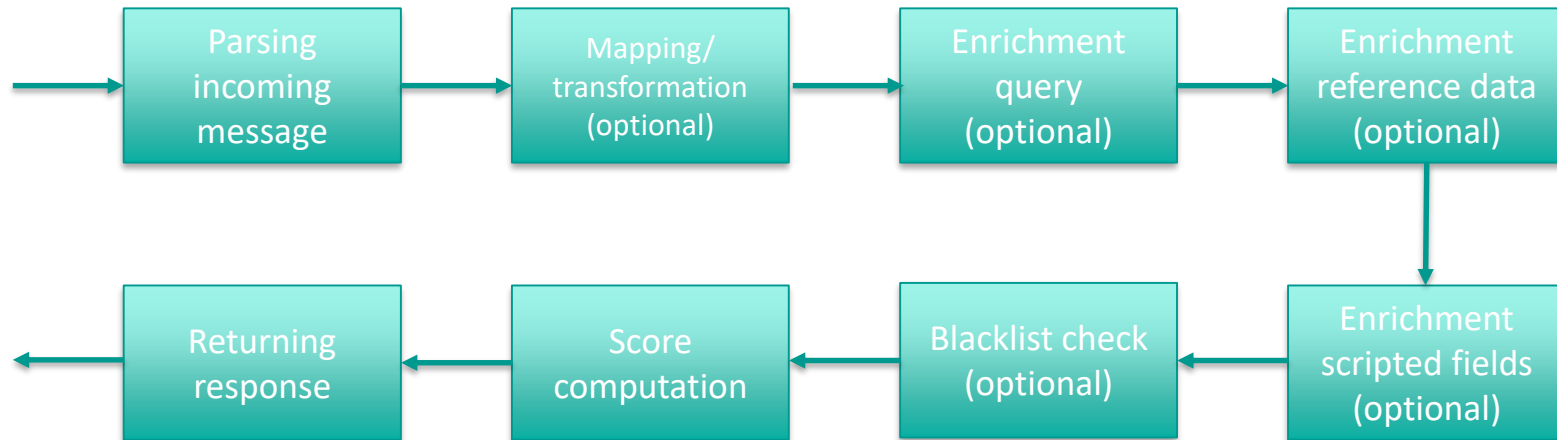 Parsing
incoming
message
Mapping/
transformation
(optional)
Enrichment
query
(optional)
Enrichment
reference data
(optional)
Enrichment
scripted fields
(optional)
Blacklist check
(optional)
Score
computation
Returning
response